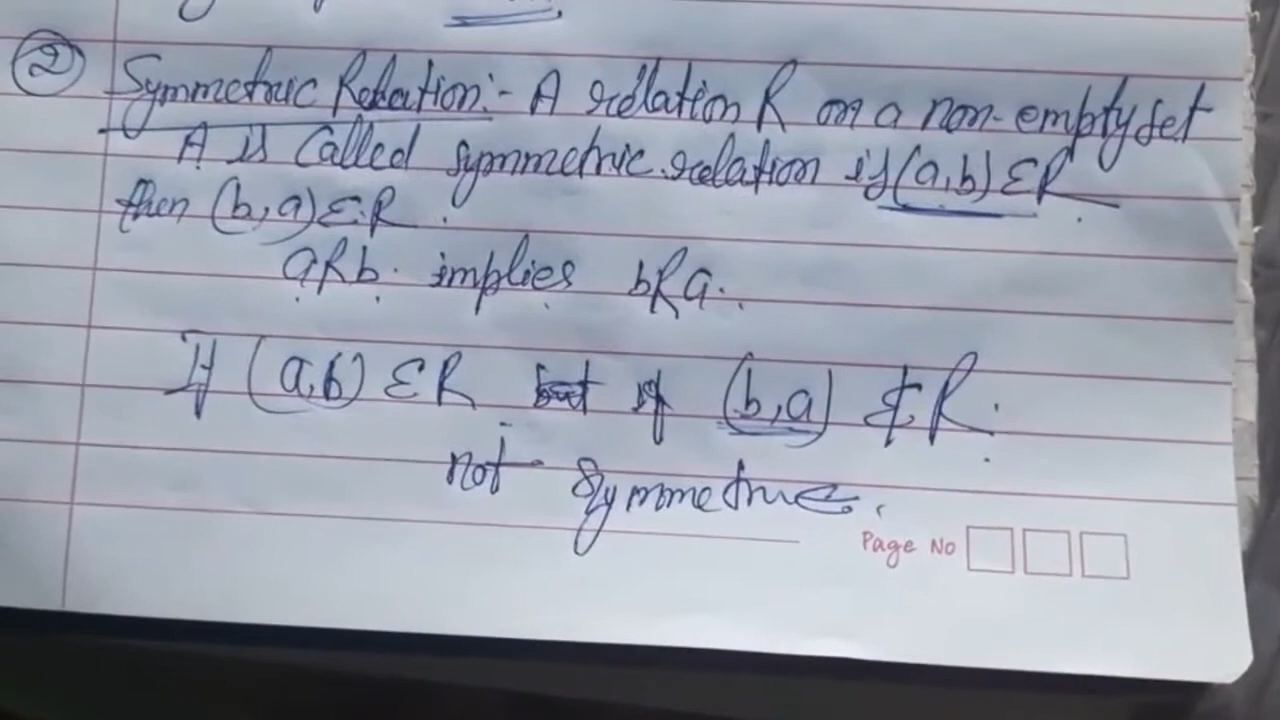 ② Symmetric Relation:- A relation R on a non-empty set
A is called symmetric relation if (a,b) ∈ R
then (b,a) ∈ R.
aRb. implies bRa.
If (a,b) ∈ R but if (b,a) ∉ R.
not symmetric.
Page No